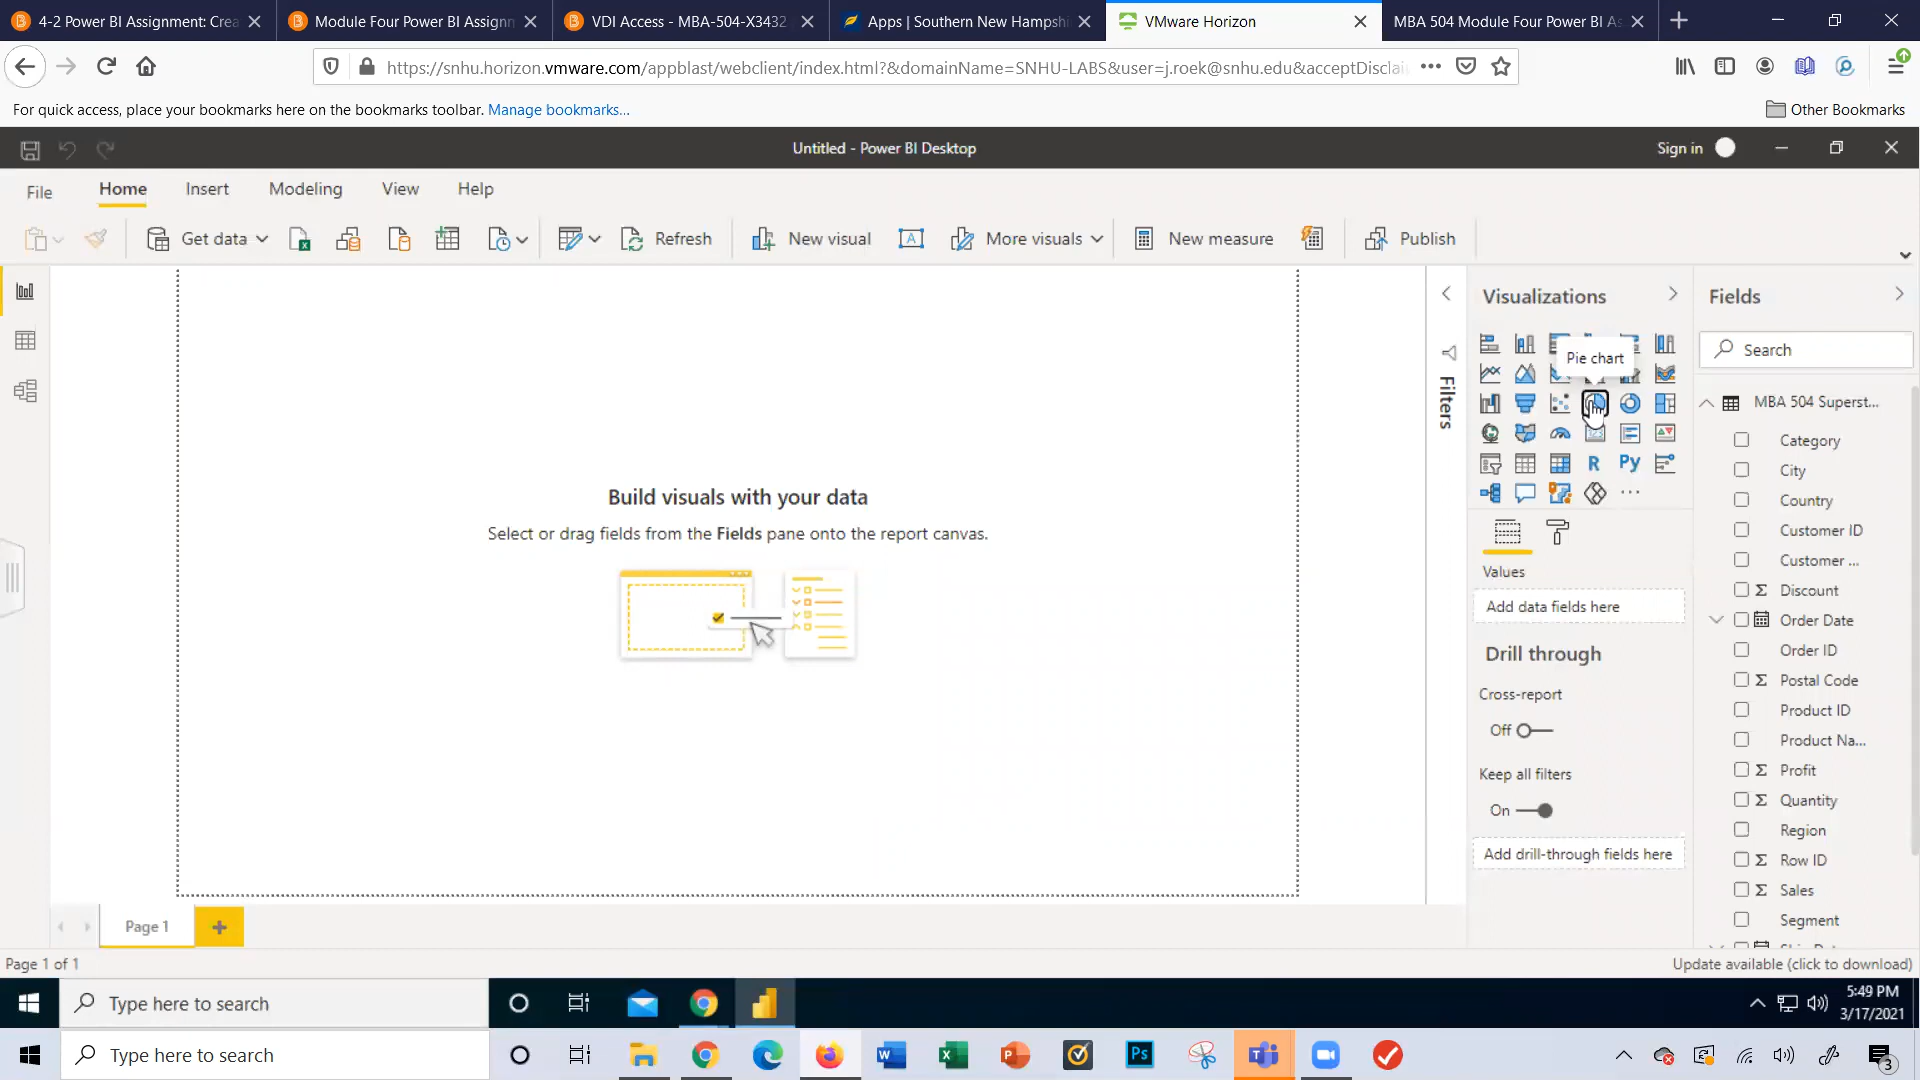 4-2 Power BI Assignment: Crea
Module Four Power BI Assignm
VDI Access - MBA-504-X3432
Apps | Southern New Hampshi
VMware Horizon
MBA 504 Module Four Power BI As
https://snhu.horizon.vmware.com/appblast/webclient/index.html?&domainName=SNHU-LABS&user=j.roek@snhu.edu&acceptDisclai
For quick access, place your bookmarks here on the bookmarks toolbar. Manage bookmarks...
Other Bookmarks
Untitled - Power BI Desktop
Sign in
File
Home
Insert
Modeling
View
Help
Get data
Refresh
New visual
More visuals
New measure
Publish
Build visuals with your data
Select or drag fields from the Fields pane onto the report canvas.
Filters
Visualizations
Pie chart
R
Py
Values
Add data fields here
Drill through
Cross-report
Off
Keep all filters
On
Add drill-through fields here
Fields
Search
MBA 504 Superst...
Category
City
Country
Customer ID
Customer ...
Σ Discount
Order Date
Order ID
Σ Postal Code
Product ID
Product Na...
Σ Profit
Σ Quantity
Region
Σ Row ID
Σ Sales
Segment
Page 1
Page 1 of 1
Update available (click to download)
Type here to search
5:49 PM
3/17/2021
Type here to search
Ps
3